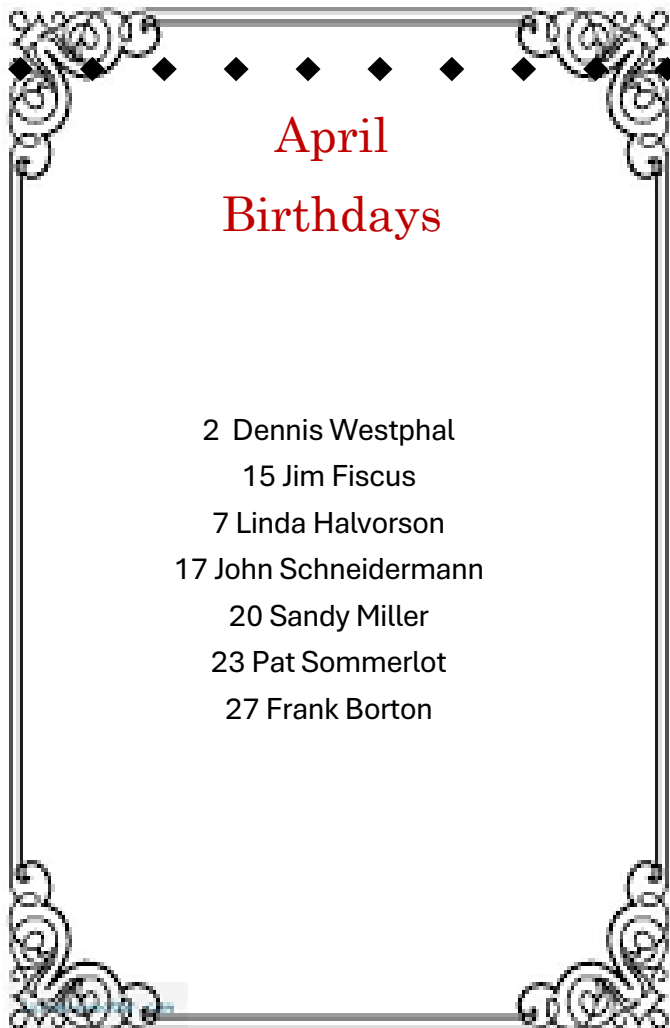 April
Birthdays
2 Dennis Westphal
15 Jim Fiscus
7 Linda Halvorson
17 John Schneidermann
20 Sandy Miller
23 Pat Sommerlot
27 Frank Borton